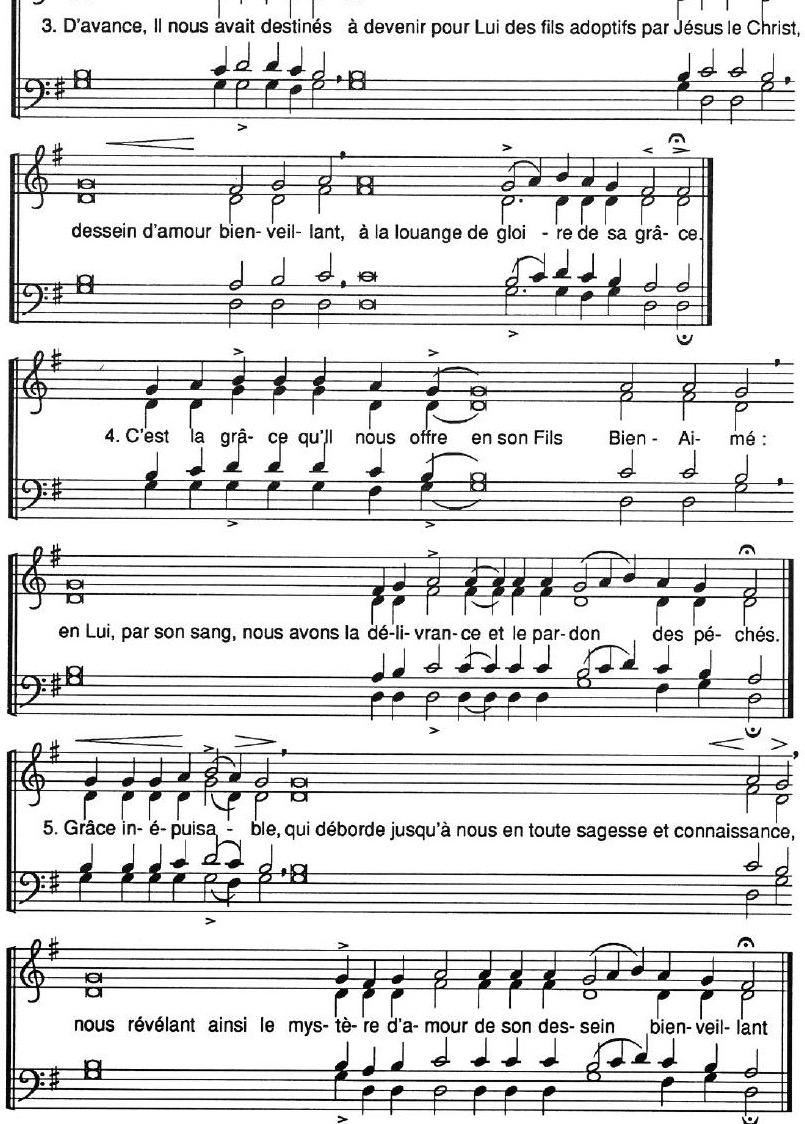 3. D'avance, Il nous avait destinés à devenir pour Lui des fils adoptifs par Jésus le Christ,
dessein d'amour bien- veil- lant, à la louange de gloi - re de sa grâ- ce.
4. C'est la grâ- ce qu'Il nous offre en son Fils Bien - Ai- mé :
en Lui, par son sang, nous avons la dé-li- vran- ce et le par- don des pé- chés.
5. Grâce in- é- puisa - ble, qui déborde jusqu'à nous en toute sagesse et connaissance,
nous révélant ainsi le mys- tè- re d'a- mour de son des- sein bien- veil- lant